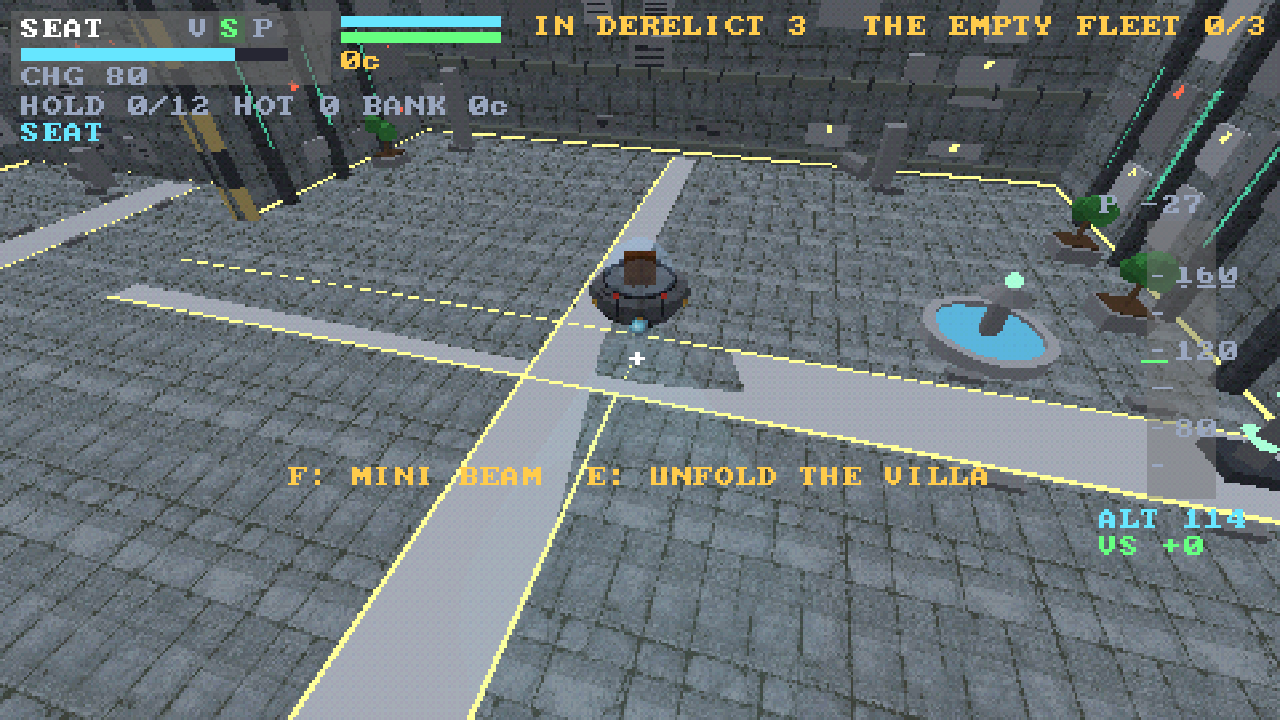 SEAT V S P
IN DERELICT 3 THE EMPTY FLEET 0/3
0c
CHG 80
HOLD 0/12 HOT 0 BANK 0c
SEAT
P -27
160
120
80
F: MINI BEAM E: UNFOLD THE VILLA
ALT 114
VS +0